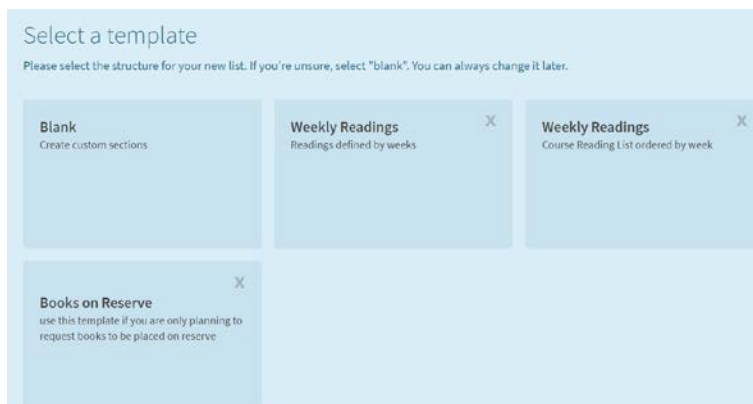 Select a template
Please select the structure for your new list. If you're unsure, select "blank". You can always change it later.
Blank
Create custom sections
X
Weekly Readings
Readings defined by weeks
X
Weekly Readings
Course Reading List ordered by week
X
Books on Reserve
use this template if you are only planning to
request books to be placed on reserve